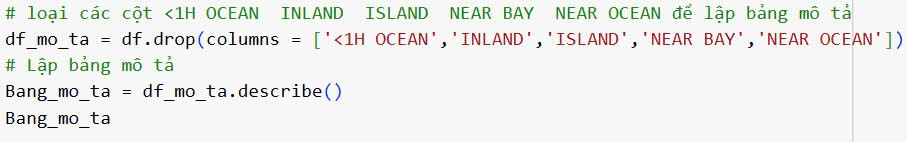 # loại các cột <1H OCEAN  INLAND  ISLAND  NEAR BAY  NEAR OCEAN để lập bảng mô tả
df_mo_ta = df.drop(columns = ['<1H OCEAN','INLAND','ISLAND','NEAR BAY','NEAR OCEAN'])
# Lập bảng mô tả
Bang_mo_ta = df_mo_ta.describe()
Bang_mo_ta